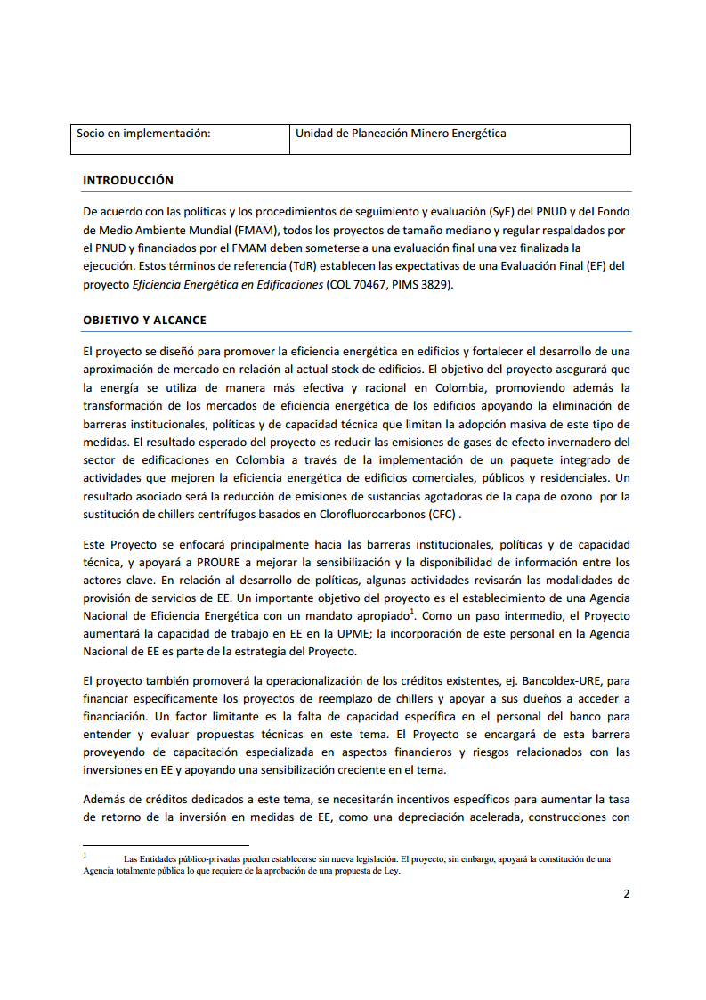 Socio en implementación: Unidad de Planeación Minero Energética
INTRODUCCIÓN
De acuerdo con las políticas y los procedimientos de seguimiento y evaluación (SyE) del PNUD y del Fondo
de Medio Ambiente Mundial (FMAM), todos los proyectos de tamaño mediano y regular respaldados por
el PNUD y financiados por el FMAM deben someterse a una evaluación final una vez finalizada la
ejecución. Estos términos de referencia (TdR) establecen las expectativas de una Evaluación Final (EF) del
proyecto Eficiencia Energética en Edificaciones (COL 70467, PIMS 3829).
OBJETIVO Y ALCANCE
El proyecto se diseñó para promover la eficiencia energética en edificios y fortalecer el desarrollo de una
aproximación de mercado en relación al actual stock de edificios. El objetivo del proyecto asegurará que
la energía se utiliza de manera más efectiva y racional en Colombia, promoviendo además la
transformación de los mercados de eficiencia energética de los edificios apoyando la eliminación de
barreras institucionales, políticas y de capacidad técnica que limitan la adopción masiva de este tipo de
medidas. El resultado esperado del proyecto es reducir las emisiones de gases de efecto invernadero del
sector de edificaciones en Colombia a través de la implementación de un paquete integrado de
actividades que mejoren la eficiencia energética de edificios comerciales, públicos y residenciales. Un
resultado asociado será la reducción de emisiones de sustancias agotadoras de la capa de ozono por la
sustitución de chillers centrífugos basados en Clorofluorocarbonos (CFC) .
Este Proyecto se enfocará principalmente hacia las barreras institucionales, políticas y de capacidad
técnica, y apoyará a PROURE a mejorar la sensibilización y la disponibilidad de información entre los
actores clave. En relación al desarrollo de políticas, algunas actividades revisarán las modalidades de
provisión de servicios de EE. Un importante objetivo del proyecto es el establecimiento de una Agencia
Nacional de Eficiencia Energética con un mandato apropiado1. Como un paso intermedio, el Proyecto
aumentará la capacidad de trabajo en EE en la UPME; la incorporación de este personal en la Agencia
Nacional de EE es parte de la estrategia del Proyecto.
El proyecto también promoverá la operacionalización de los créditos existentes, ej. Bancoldex-URE, para
financiar específicamente los proyectos de reemplazo de chillers y apoyar a sus dueños a acceder a
financiación. Un factor limitante es la falta de capacidad específica en el personal del banco para
entender y evaluar propuestas técnicas en este tema. El Proyecto se encargará de esta barrera
proveyendo de capacitación especializada en aspectos financieros y riesgos relacionados con las
inversiones en EE y apoyando una sensibilización creciente en el tema.
Además de créditos dedicados a este tema, se necesitarán incentivos específicos para aumentar la tasa
de retorno de la inversión en medidas de EE, como una depreciación acelerada, construcciones con
1 Las Entidades público-privadas pueden establecerse sin nueva legislación. El proyecto, sin embargo, apoyará la constitución de una
Agencia totalmente pública lo que requiere de la aprobación de una propuesta de Ley.
2